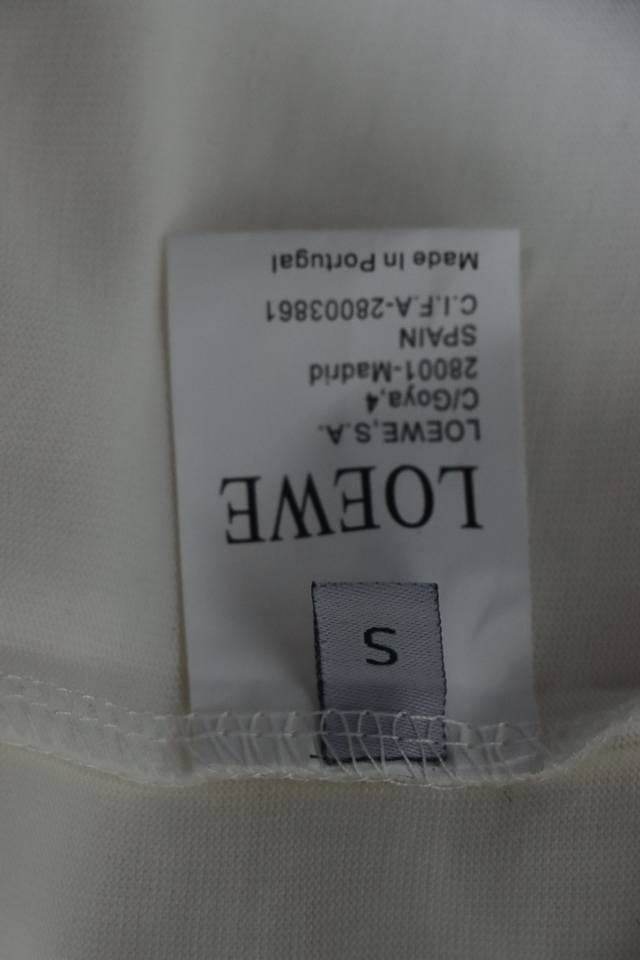 S
LOEWE
LOEWE,S.A.
C/Goya,4
28001-Madrid
SPAIN
C.I.F.A-28003861
Made In Portugal